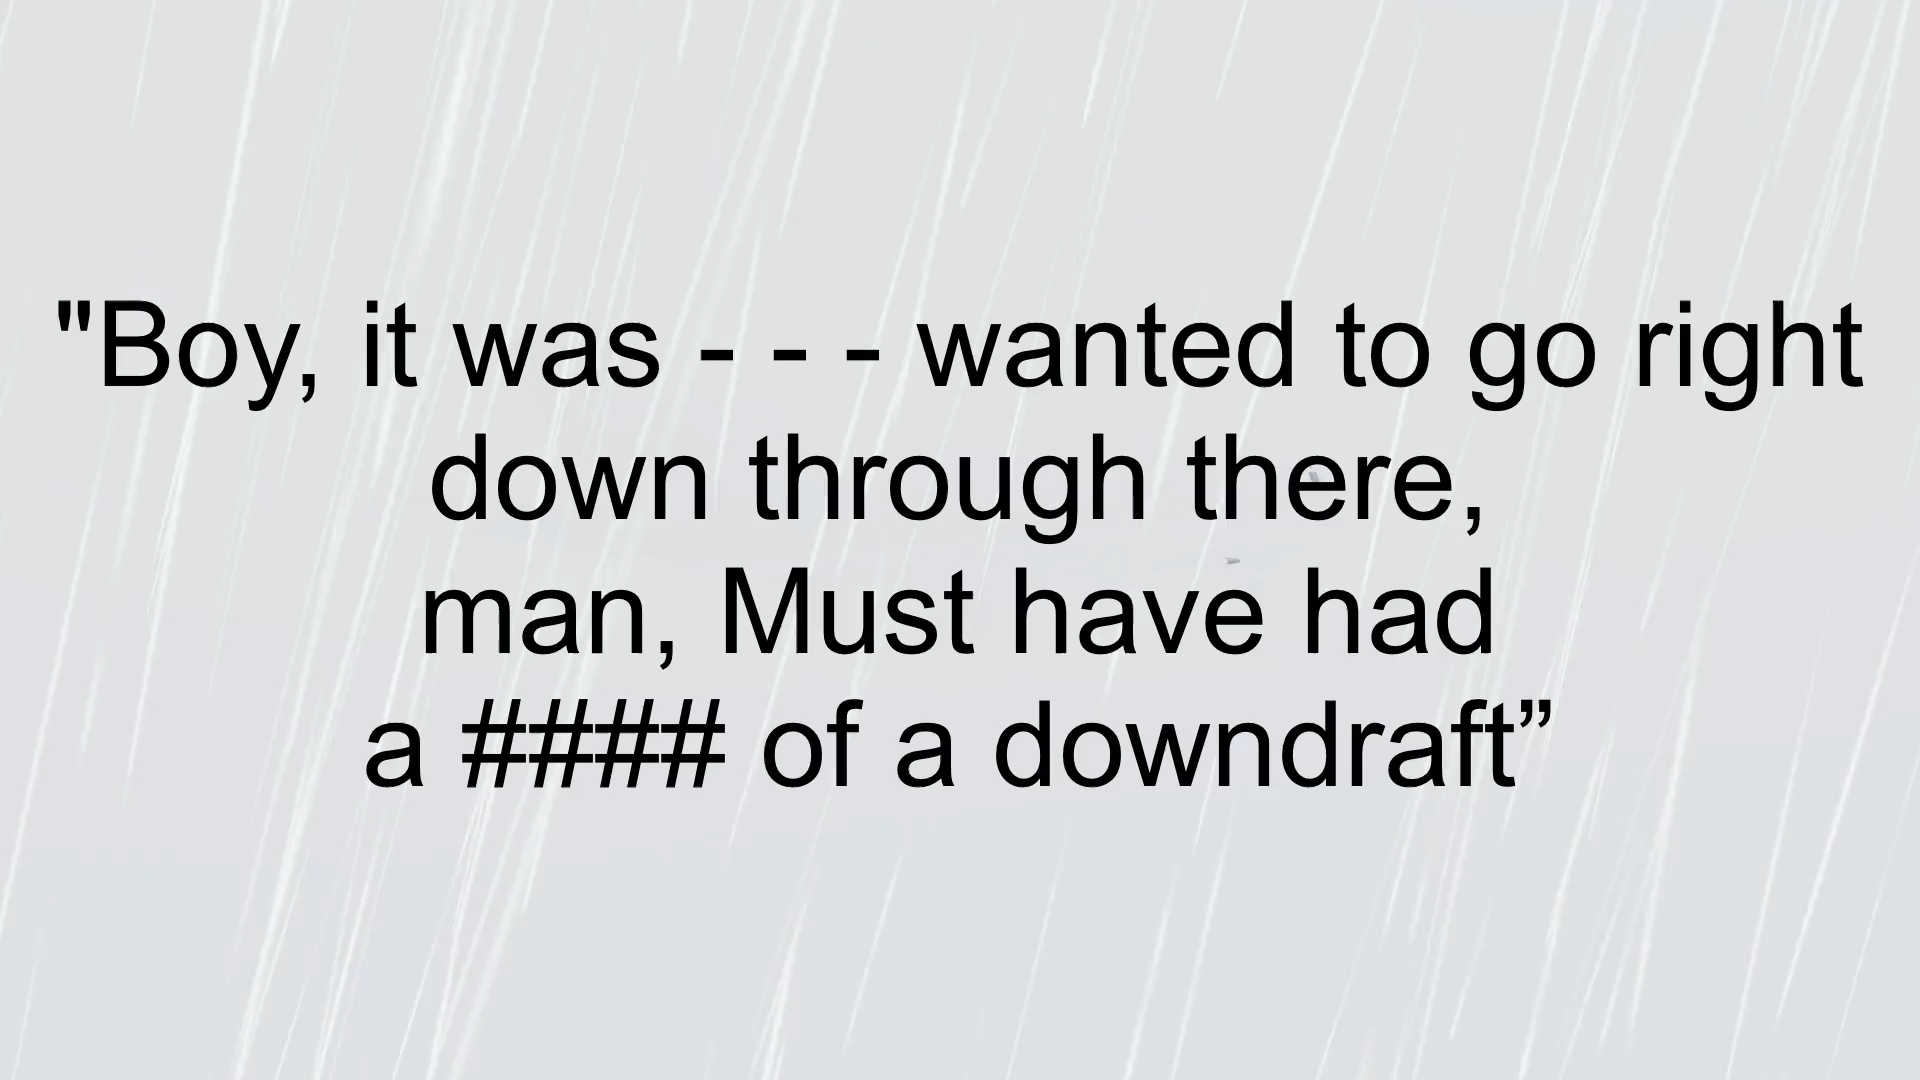 "Boy, it was - - - wanted to go right
down through there,
man, Must have had
a #### of a downdraft”